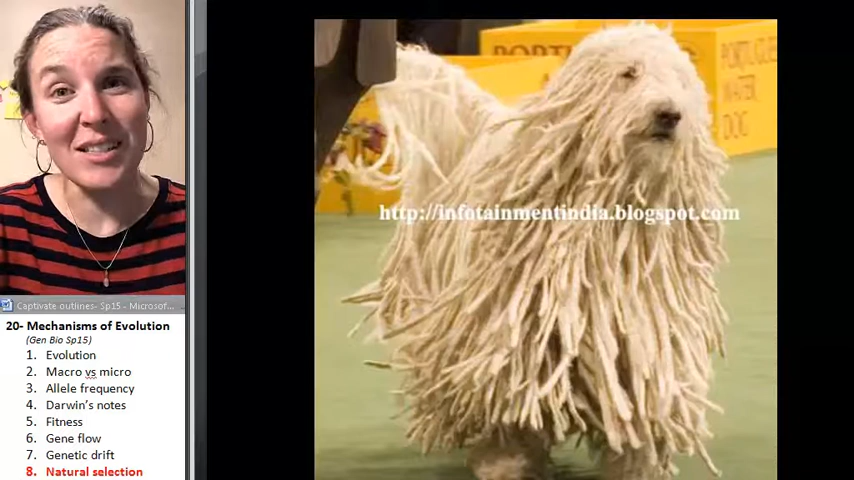 PORTUGUESE
WATER
DOG
http://infotainmentindia.blogspot.com
Captivate outlines- Sp15 - Microsof...
20- Mechanisms of Evolution
(Gen Bio Sp15)
1. Evolution
2. Macro vs micro
3. Allele frequency
4. Darwin's notes
5. Fitness
6. Gene flow
7. Genetic drift
8. Natural selection